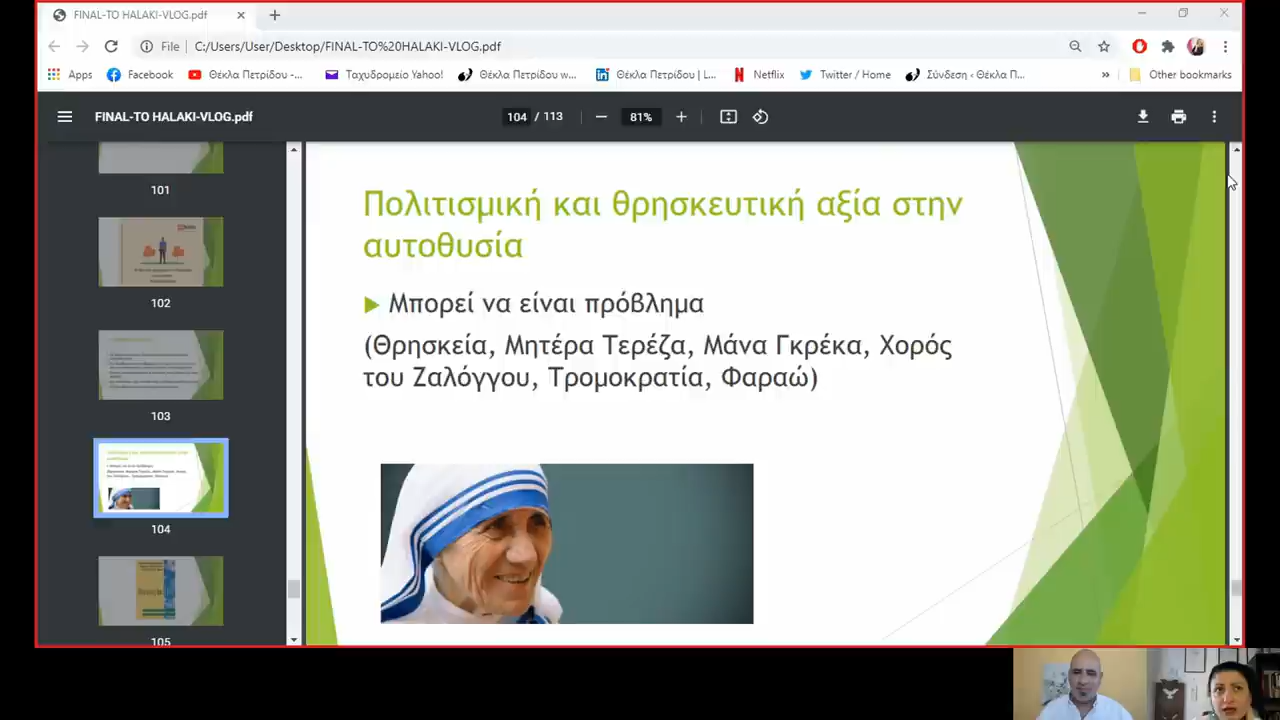 FINAL-TO HALAKI-VLOG.pdf
File
C:/Users/User/Desktop/FINAL-TO%20HALAKI-VLOG.pdf
Apps
Facebook
Θέκλα Πετρίδου -...
Ταχυδρομείο Yahoo!
Θέκλα Πετρίδου w...
Θέκλα Πετρίδου | L...
Netflix
Twitter / Home
Σύνδεση ‹ Θέκλα Π...
»
Other bookmarks
FINAL-TO HALAKI-VLOG.pdf
104 / 113
81%
101
102
103
104
105
Πολιτισμική και θρησκευτική αξία στην
αυτοθυσία
Μπορεί να είναι πρόβλημα
(Θρησκεία, Μητέρα Τερέζα, Μάνα Γκρέκα, Χορός
του Ζαλόγγου, Τρομοκρατία, Φαραώ)